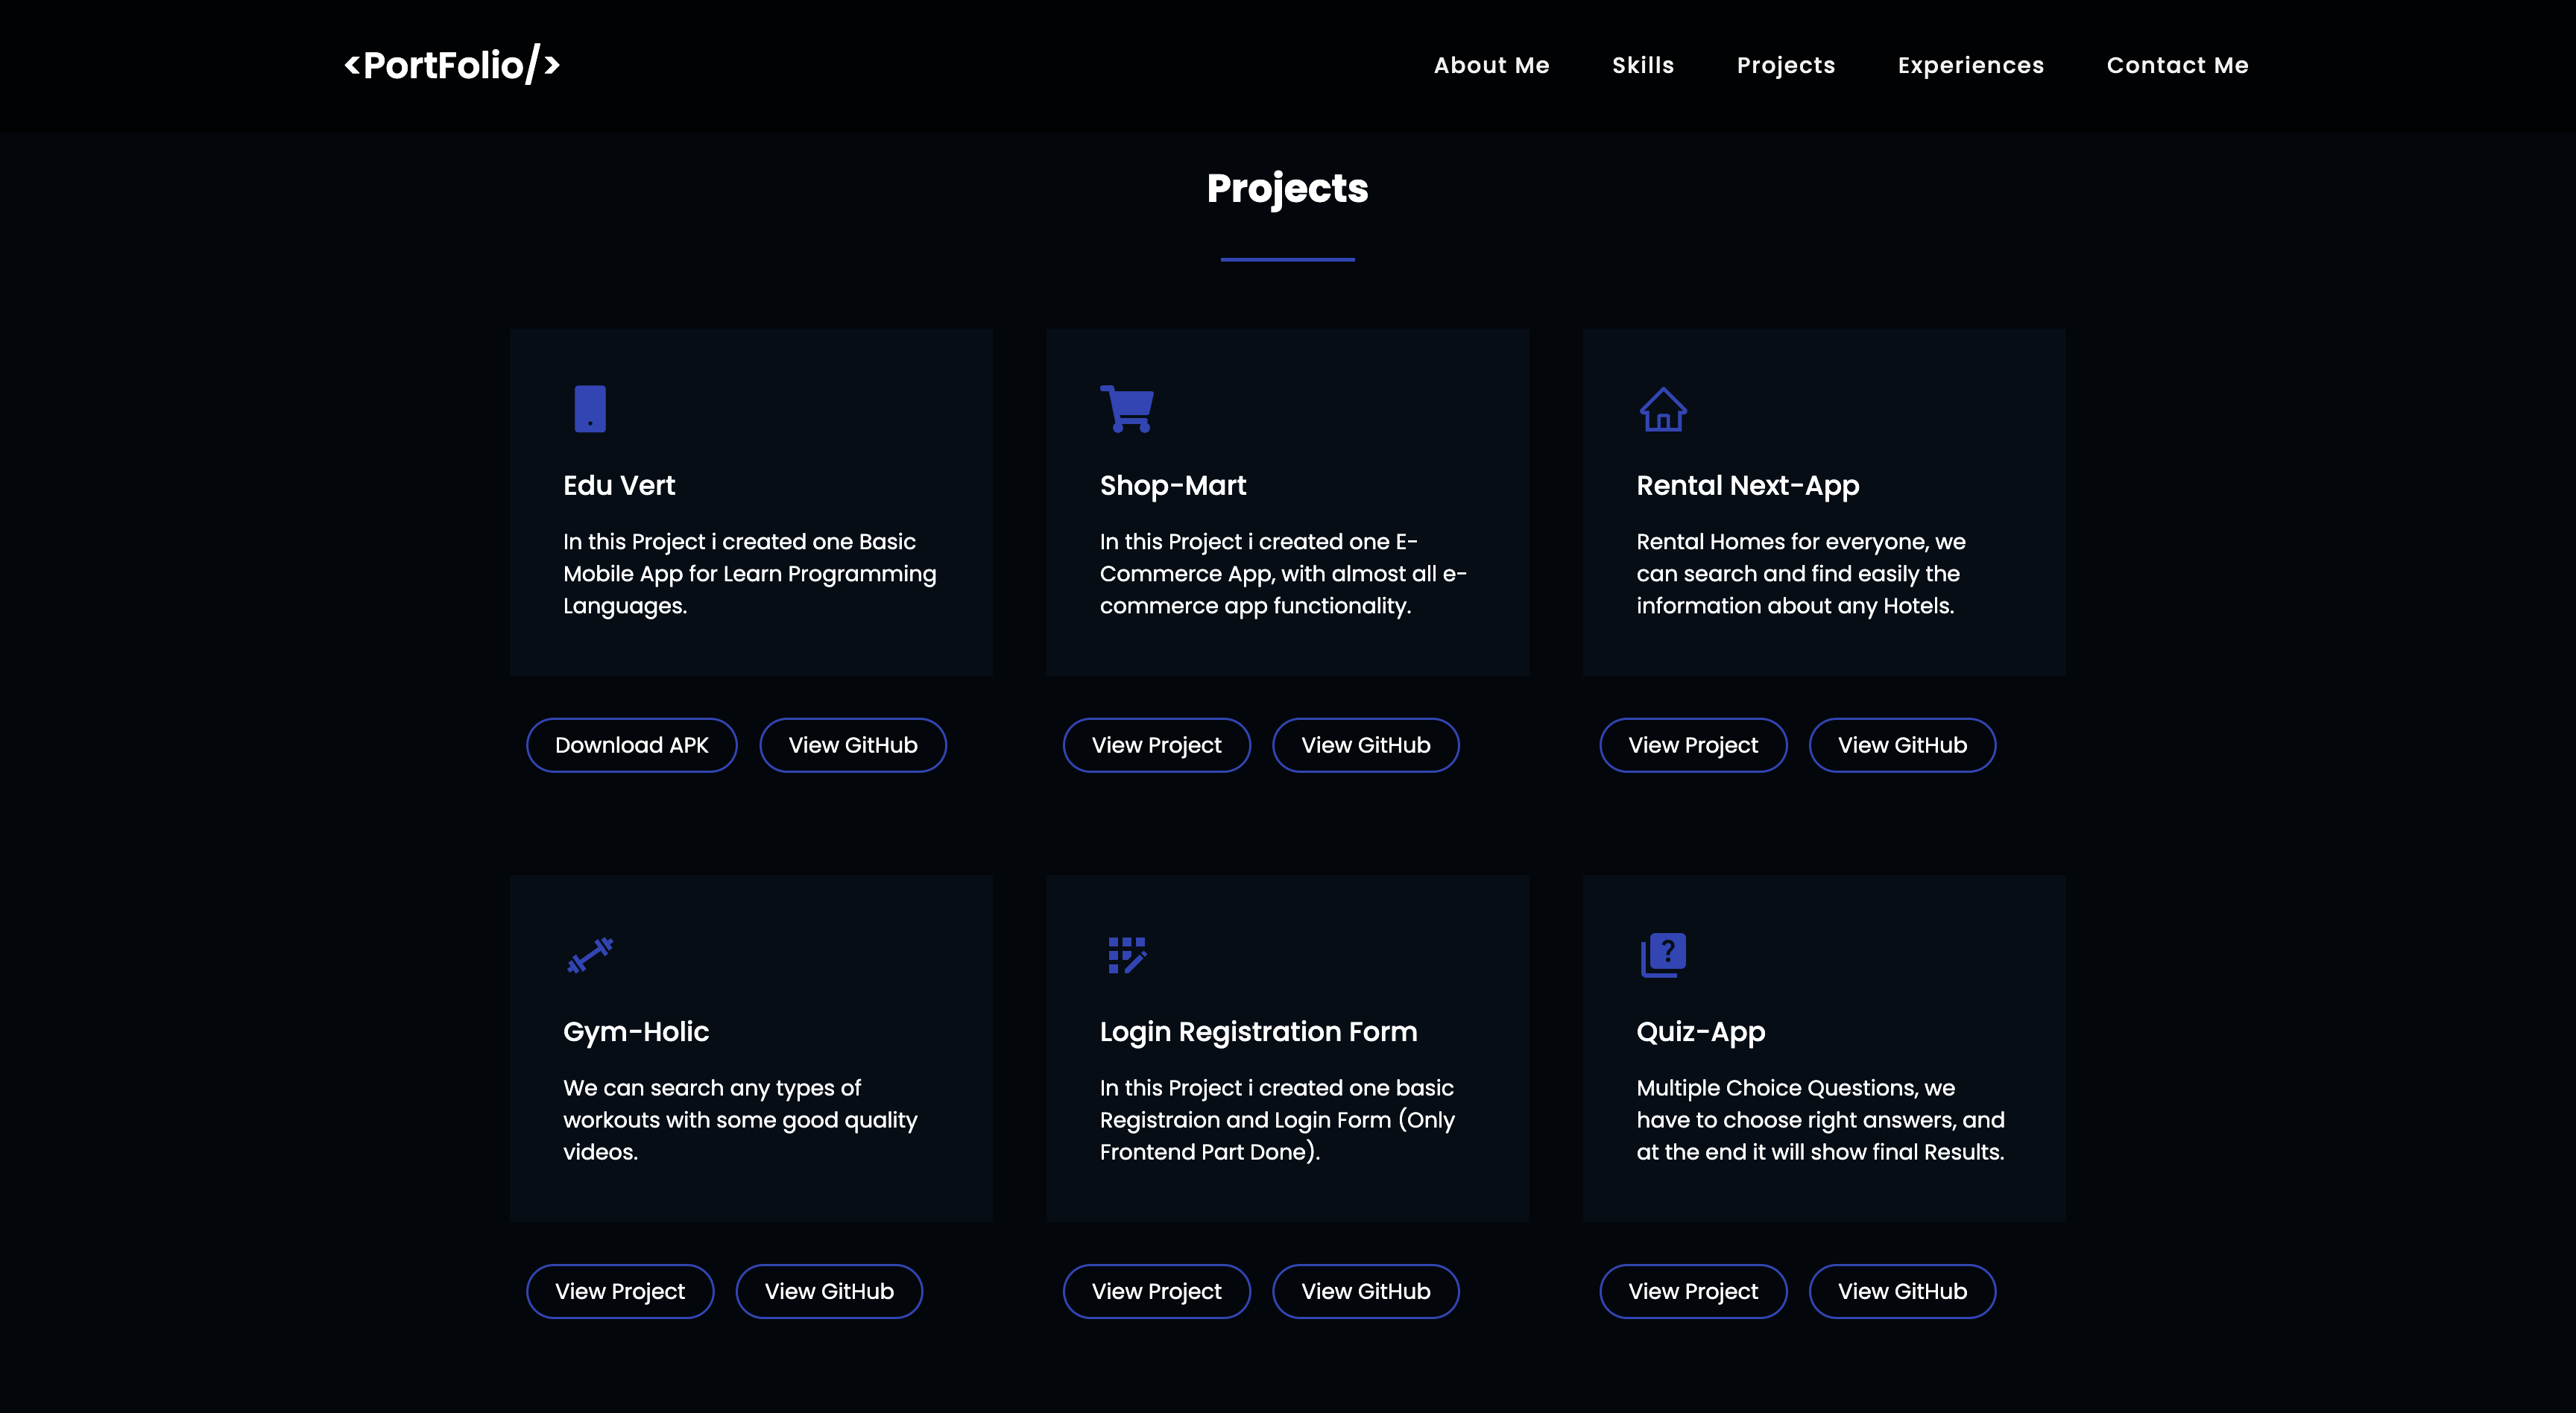 <PortFolio/>
About Me
Skills
Projects
Experiences
Contact Me
Projects
Edu Vert
In this Project i created one Basic
Mobile App for Learn Programming
Languages.
Download APK
View GitHub
Shop-Mart
In this Project i created one E-
Commerce App, with almost all e-
commerce app functionality.
View Project
View GitHub
Rental Next-App
Rental Homes for everyone, we
can search and find easily the
information about any Hotels.
View Project
View GitHub
Gym-Holic
We can search any types of
workouts with some good quality
videos.
View Project
View GitHub
Login Registration Form
In this Project i created one basic
Registraion and Login Form (Only
Frontend Part Done).
View Project
View GitHub
?
Quiz-App
Multiple Choice Questions, we
have to choose right answers, and
at the end it will show final Results.
View Project
View GitHub